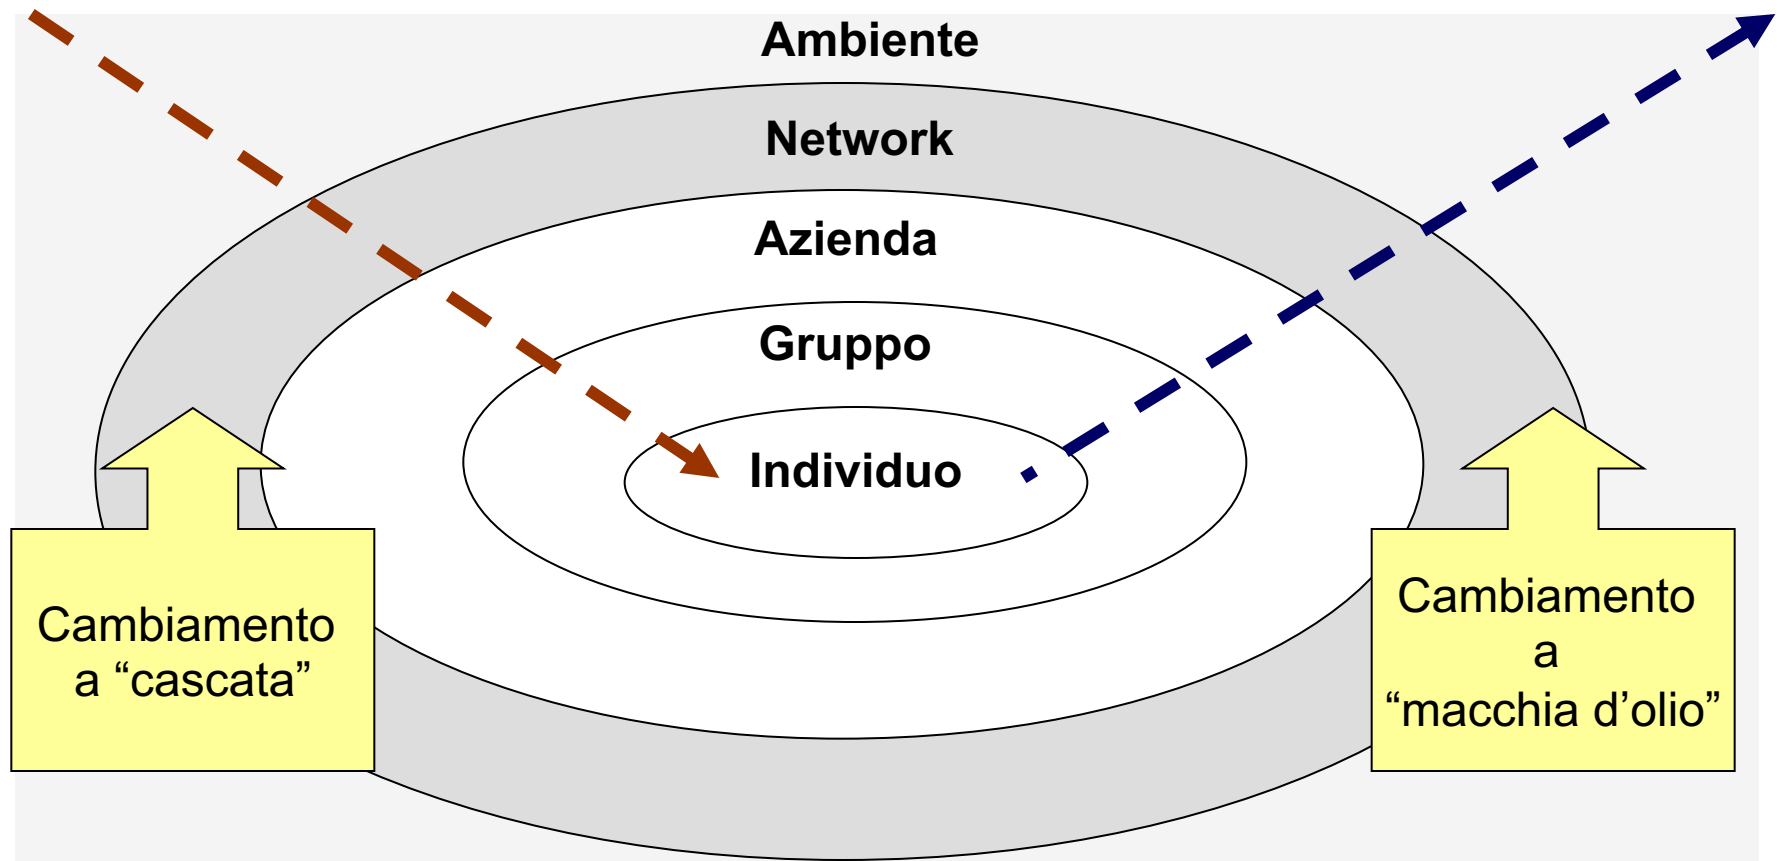 Ambiente
Network
Azienda
Gruppo
Individuo
Cambiamento
a “cascata”
Cambiamento
a
“macchia d’olio”